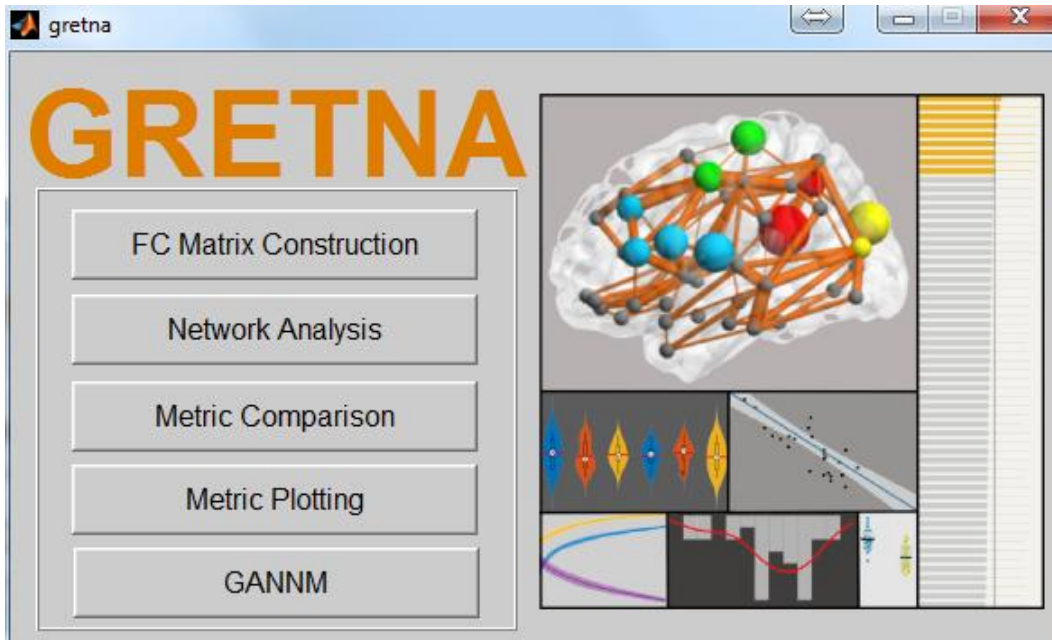 gretna
GRETNA
FC Matrix Construction
Network Analysis
Metric Comparison
Metric Plotting
GANNM